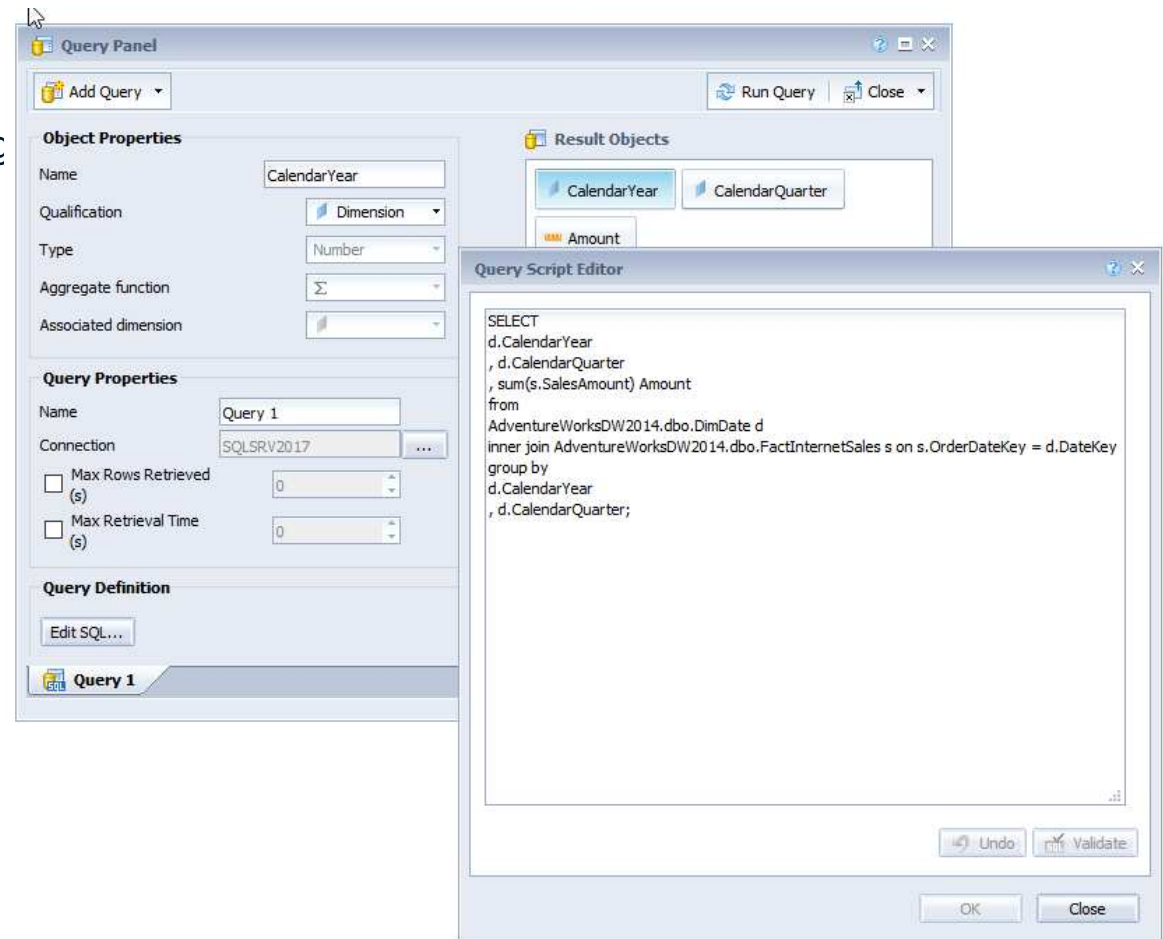 Query Panel
Add Query
Run Query
Close
Object Properties
Name
CalendarYear
Qualification
Dimension
Type
Number
Aggregate function
Σ
Associated dimension
Result Objects
CalendarYear
CalendarQuarter
Amount
Query Properties
Name
Query 1
Connection
SQLSRV2017
...
Max Rows Retrieved
(s)
0
Max Retrieval Time
(s)
0
Query Definition
Edit SQL...
Query 1
Query Script Editor
SELECT
d.CalendarYear
, d.CalendarQuarter
, sum(s.SalesAmount) Amount
from
AdventureWorksDW2014.dbo.DimDate d
inner join AdventureWorksDW2014.dbo.FactInternetSales s on s.OrderDateKey = d.DateKey
group by
d.CalendarYear
, d.CalendarQuarter;
Undo
Validate
OK
Close